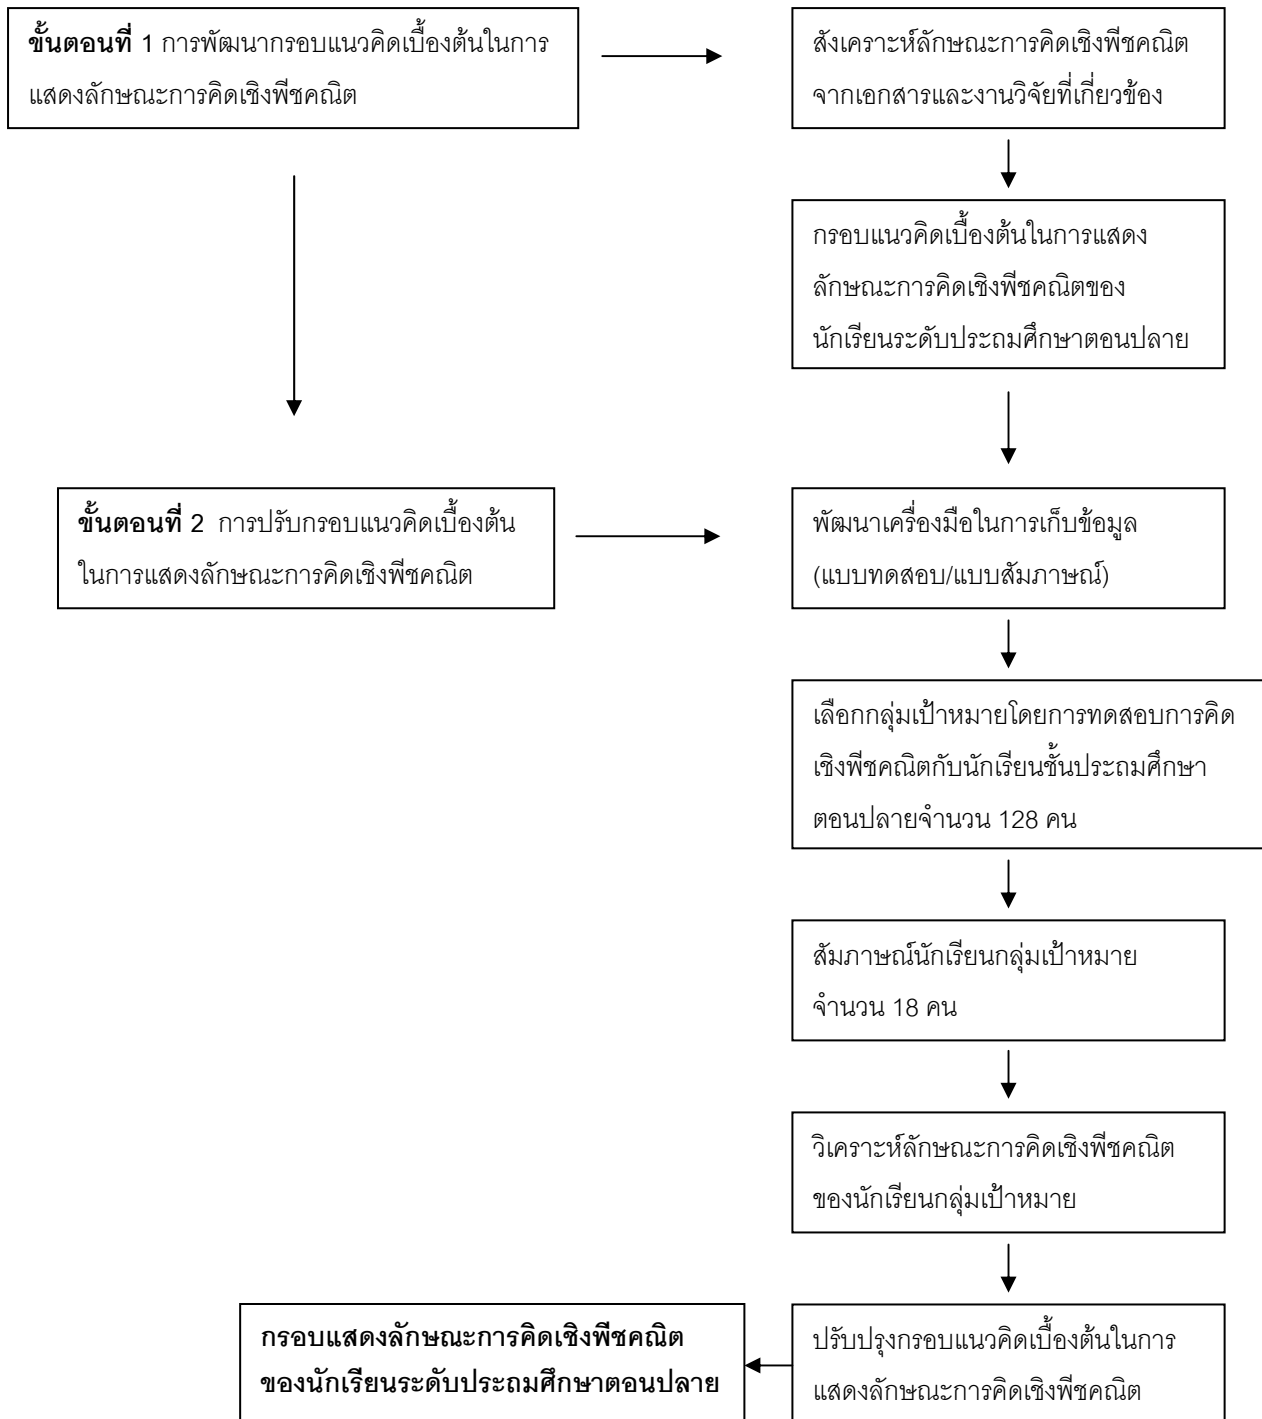 ขั้นตอนที่ 1 การพัฒนากรอบแนวคิดเบื้องต้นในการ
แสดงลักษณะการคิดเชิงพีชคณิต
สังเคราะห์ลักษณะการคิดเชิงพีชคณิต
จากเอกสารและงานวิจัยที่เกี่ยวข้อง
กรอบแนวคิดเบื้องต้นในการแสดง
ลักษณะการคิดเชิงพีชคณิตของ
นักเรียนระดับประถมศึกษาตอนปลาย
ขั้นตอนที่ 2 การปรับกรอบแนวคิดเบื้องต้น
ในการแสดงลักษณะการคิดเชิงพีชคณิต
พัฒนาเครื่องมือในการเก็บข้อมูล
(แบบทดสอบ/แบบสัมภาษณ์)
เลือกกลุ่มเป้าหมายโดยการทดสอบการคิด
เชิงพีชคณิตกับนักเรียนชั้นประถมศึกษา
ตอนปลายจำนวน 128 คน
สัมภาษณ์นักเรียนกลุ่มเป้าหมาย
จำนวน 18 คน
วิเคราะห์ลักษณะการคิดเชิงพีชคณิต
ของนักเรียนกลุ่มเป้าหมาย
ปรับปรุงกรอบแนวคิดเบื้องต้นในการ
แสดงลักษณะการคิดเชิงพีชคณิต
กรอบแสดงลักษณะการคิดเชิงพีชคณิต
ของนักเรียนระดับประถมศึกษาตอนปลาย